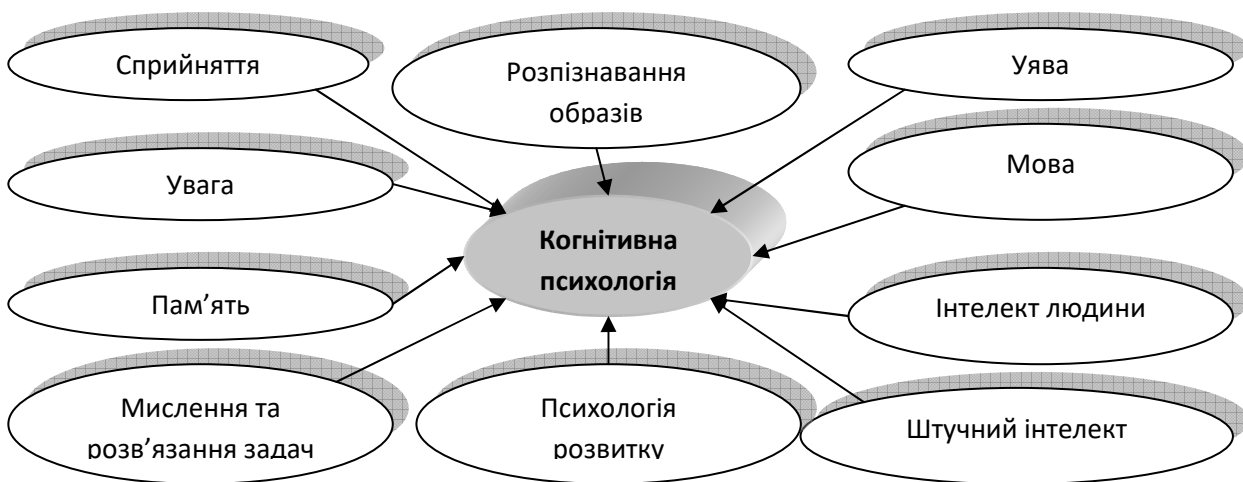 Сприйняття
Розпізнавання
образів
Уява
Увага
Мова
Когнітивна
психологія
Пам’ять
Інтелект людини
Мислення та
розв’язання задач
Психологія
розвитку
Штучний інтелект